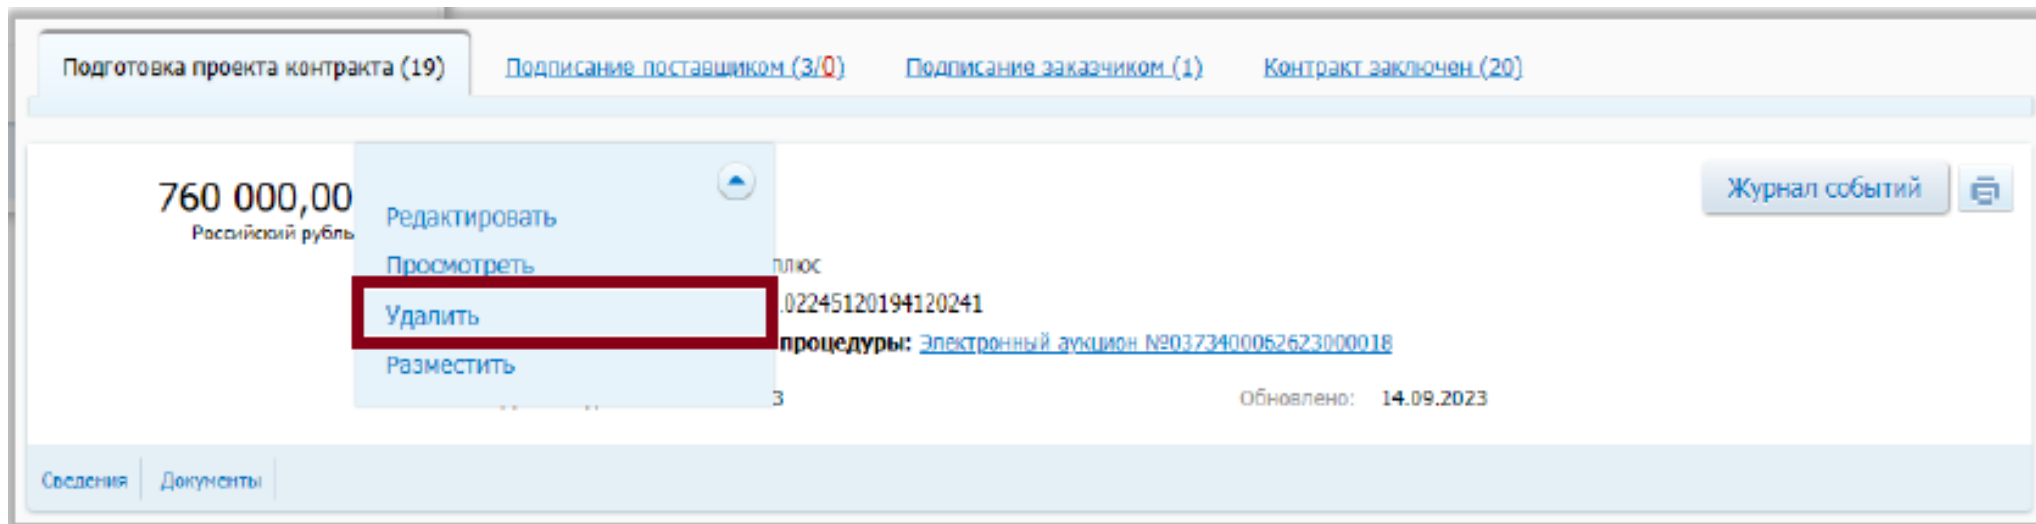 Подготовка проекта контракта (19) Подписание поставщиком (3/0) Подписание заказчиком (1) Контракт заключен (20)
760 000,00
Российский рубль
Журнал событий
Редактировать
Просмотреть
плюс
Удалить
.02245120194120241
процедуры: Электронный аукцион №0373400062623000018
Разместить
3 Обновлено: 14.09.2023
Сведения Документы